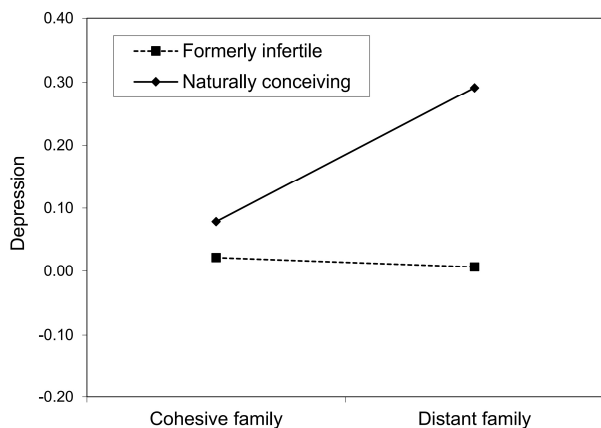 0.40
Formerly infertile
0.30
Naturally conceiving
0.20
Depression
0.10
0.00
-0.10
-0.20
Cohesive family
Distant family